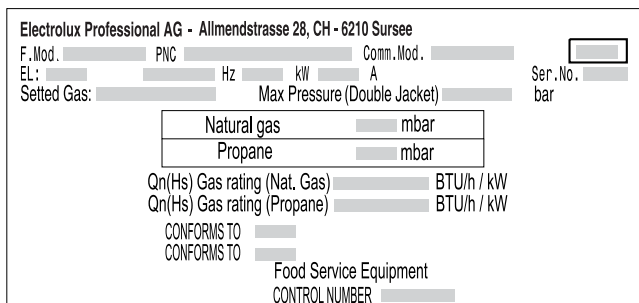 Electrolux Professional AG - Allmendstrasse 28, CH - 6210 Sursee
F.Mod. PNC Comm.Mod.
EL: Hz kW A Ser.No.
Setted Gas: Max Pressure (Double Jacket) bar
Natural gas mbar
Propane mbar
Qn(Hs) Gas rating (Nat. Gas) BTU/h / kW
Qn(Hs) Gas rating (Propane) BTU/h / kW
CONFORMS TO
CONFORMS TO
Food Service Equipment
CONTROL NUMBER